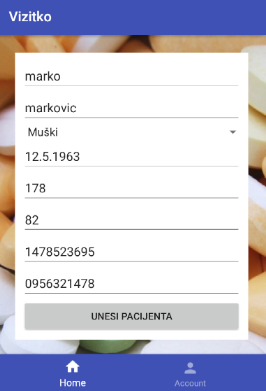 Vizitko
marko
markovic
Muški
12.5.1963
178
82
1478523695
0956321478
UNESI PACIJENTA
Home
Account